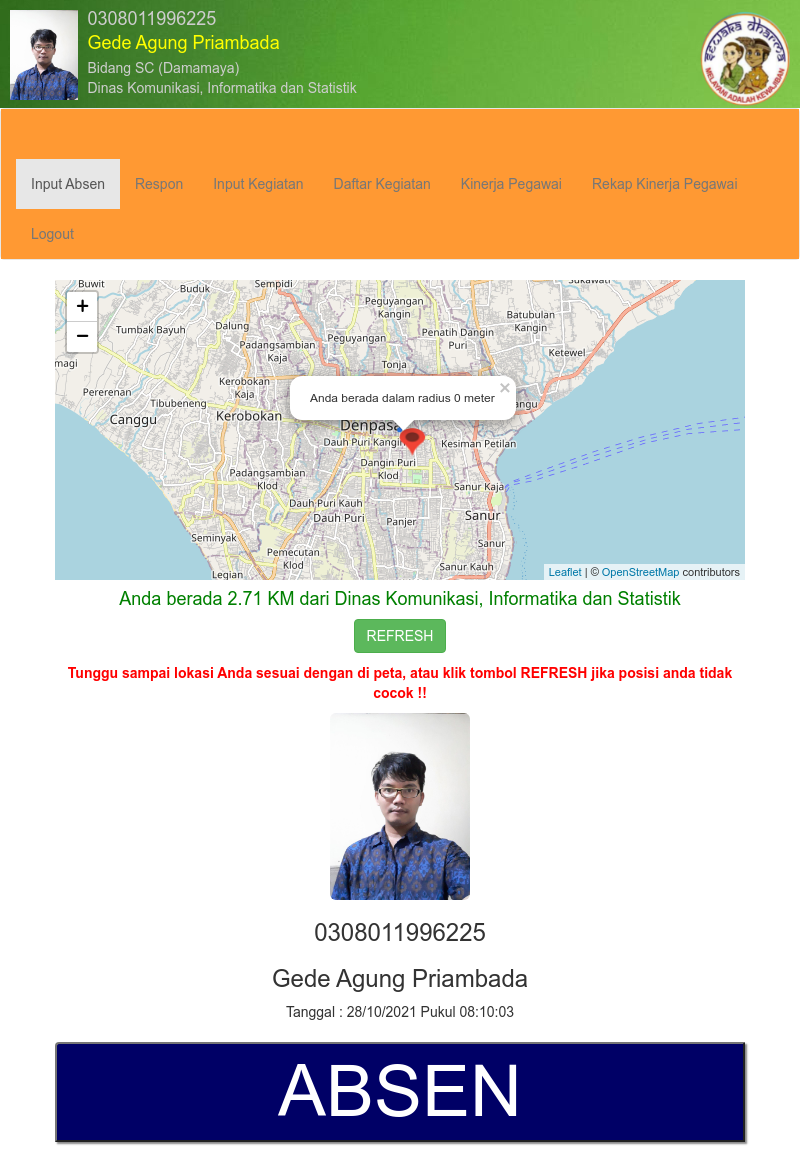 0308011996225
Gede Agung Priambada
Bidang SC (Damamaya)
Dinas Komunikasi, Informatika dan Statistik
sewaka dharma
MELAYANI ADALAH KEWAJIBAN
Input Absen Respon Input Kegiatan Daftar Kegiatan Kinerja Pegawai Rekap Kinerja Pegawai
Logout
+
−
Buwit
Buduk
Sempidi
Sukawati
Tumbak Bayuh
Dalung
Padangsambian
Kaja
Peguyangan
Kangin
Peguyangan
Penatih Dangin
Puri
Batubulan
Kangin
Ketewel
magi
Pererenan
Tibubeneng
Kerobokan
Kaja
Tonja
Canggu
Kerobokan
Anda berada dalam radius 0 meter
×
angu
Denpasa
Dauh Puri Kangin
Kesiman Petilan
Dangin Puri
Klod
Padangsambian
Klod
Sanur Kaja
Dauh Puri Kauh
Dauh Puri
Panjer
Sanur
Seminyak
Pemecutan
Klod
Sanur
Sanur Kauh
Legian
Leaflet | © OpenStreetMap contributors
Anda berada 2.71 KM dari Dinas Komunikasi, Informatika dan Statistik
REFRESH
Tunggu sampai lokasi Anda sesuai dengan di peta, atau klik tombol REFRESH jika posisi anda tidak
cocok !!
0308011996225
Gede Agung Priambada
Tanggal : 28/10/2021 Pukul 08:10:03
ABSEN